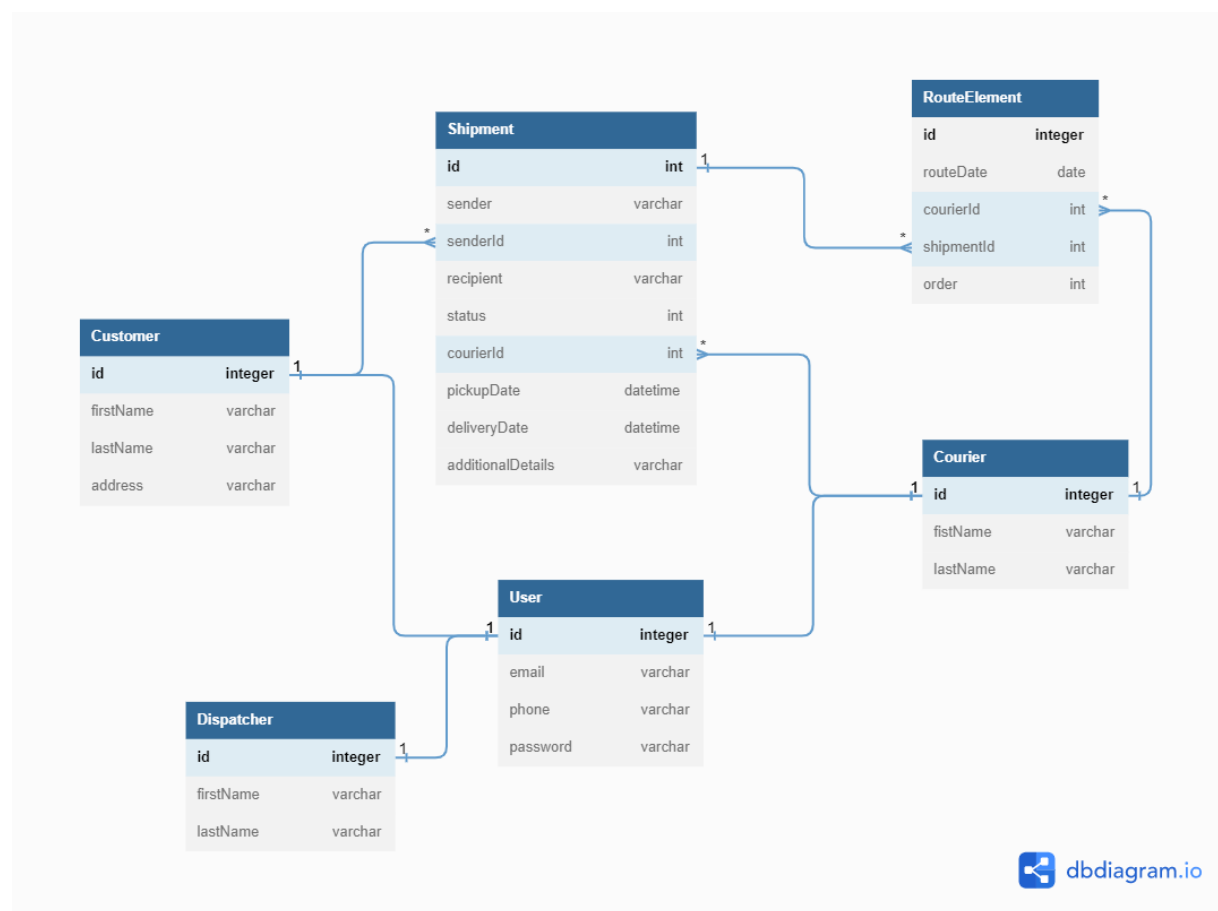 Shipment
id int
sender varchar
senderId int
recipient varchar
status int
courierId int
pickupDate datetime
deliveryDate datetime
additionalDetails varchar
RouteElement
id integer
routeDate date
courierId int
shipmentId int
order int
Customer
id integer
firstName varchar
lastName varchar
address varchar
Courier
id integer
fistName varchar
lastName varchar
User
id integer
email varchar
phone varchar
password varchar
Dispatcher
id integer
firstName varchar
lastName varchar
1
*
*
*
1
*
1
1
1
1
1
dbdiagram.io